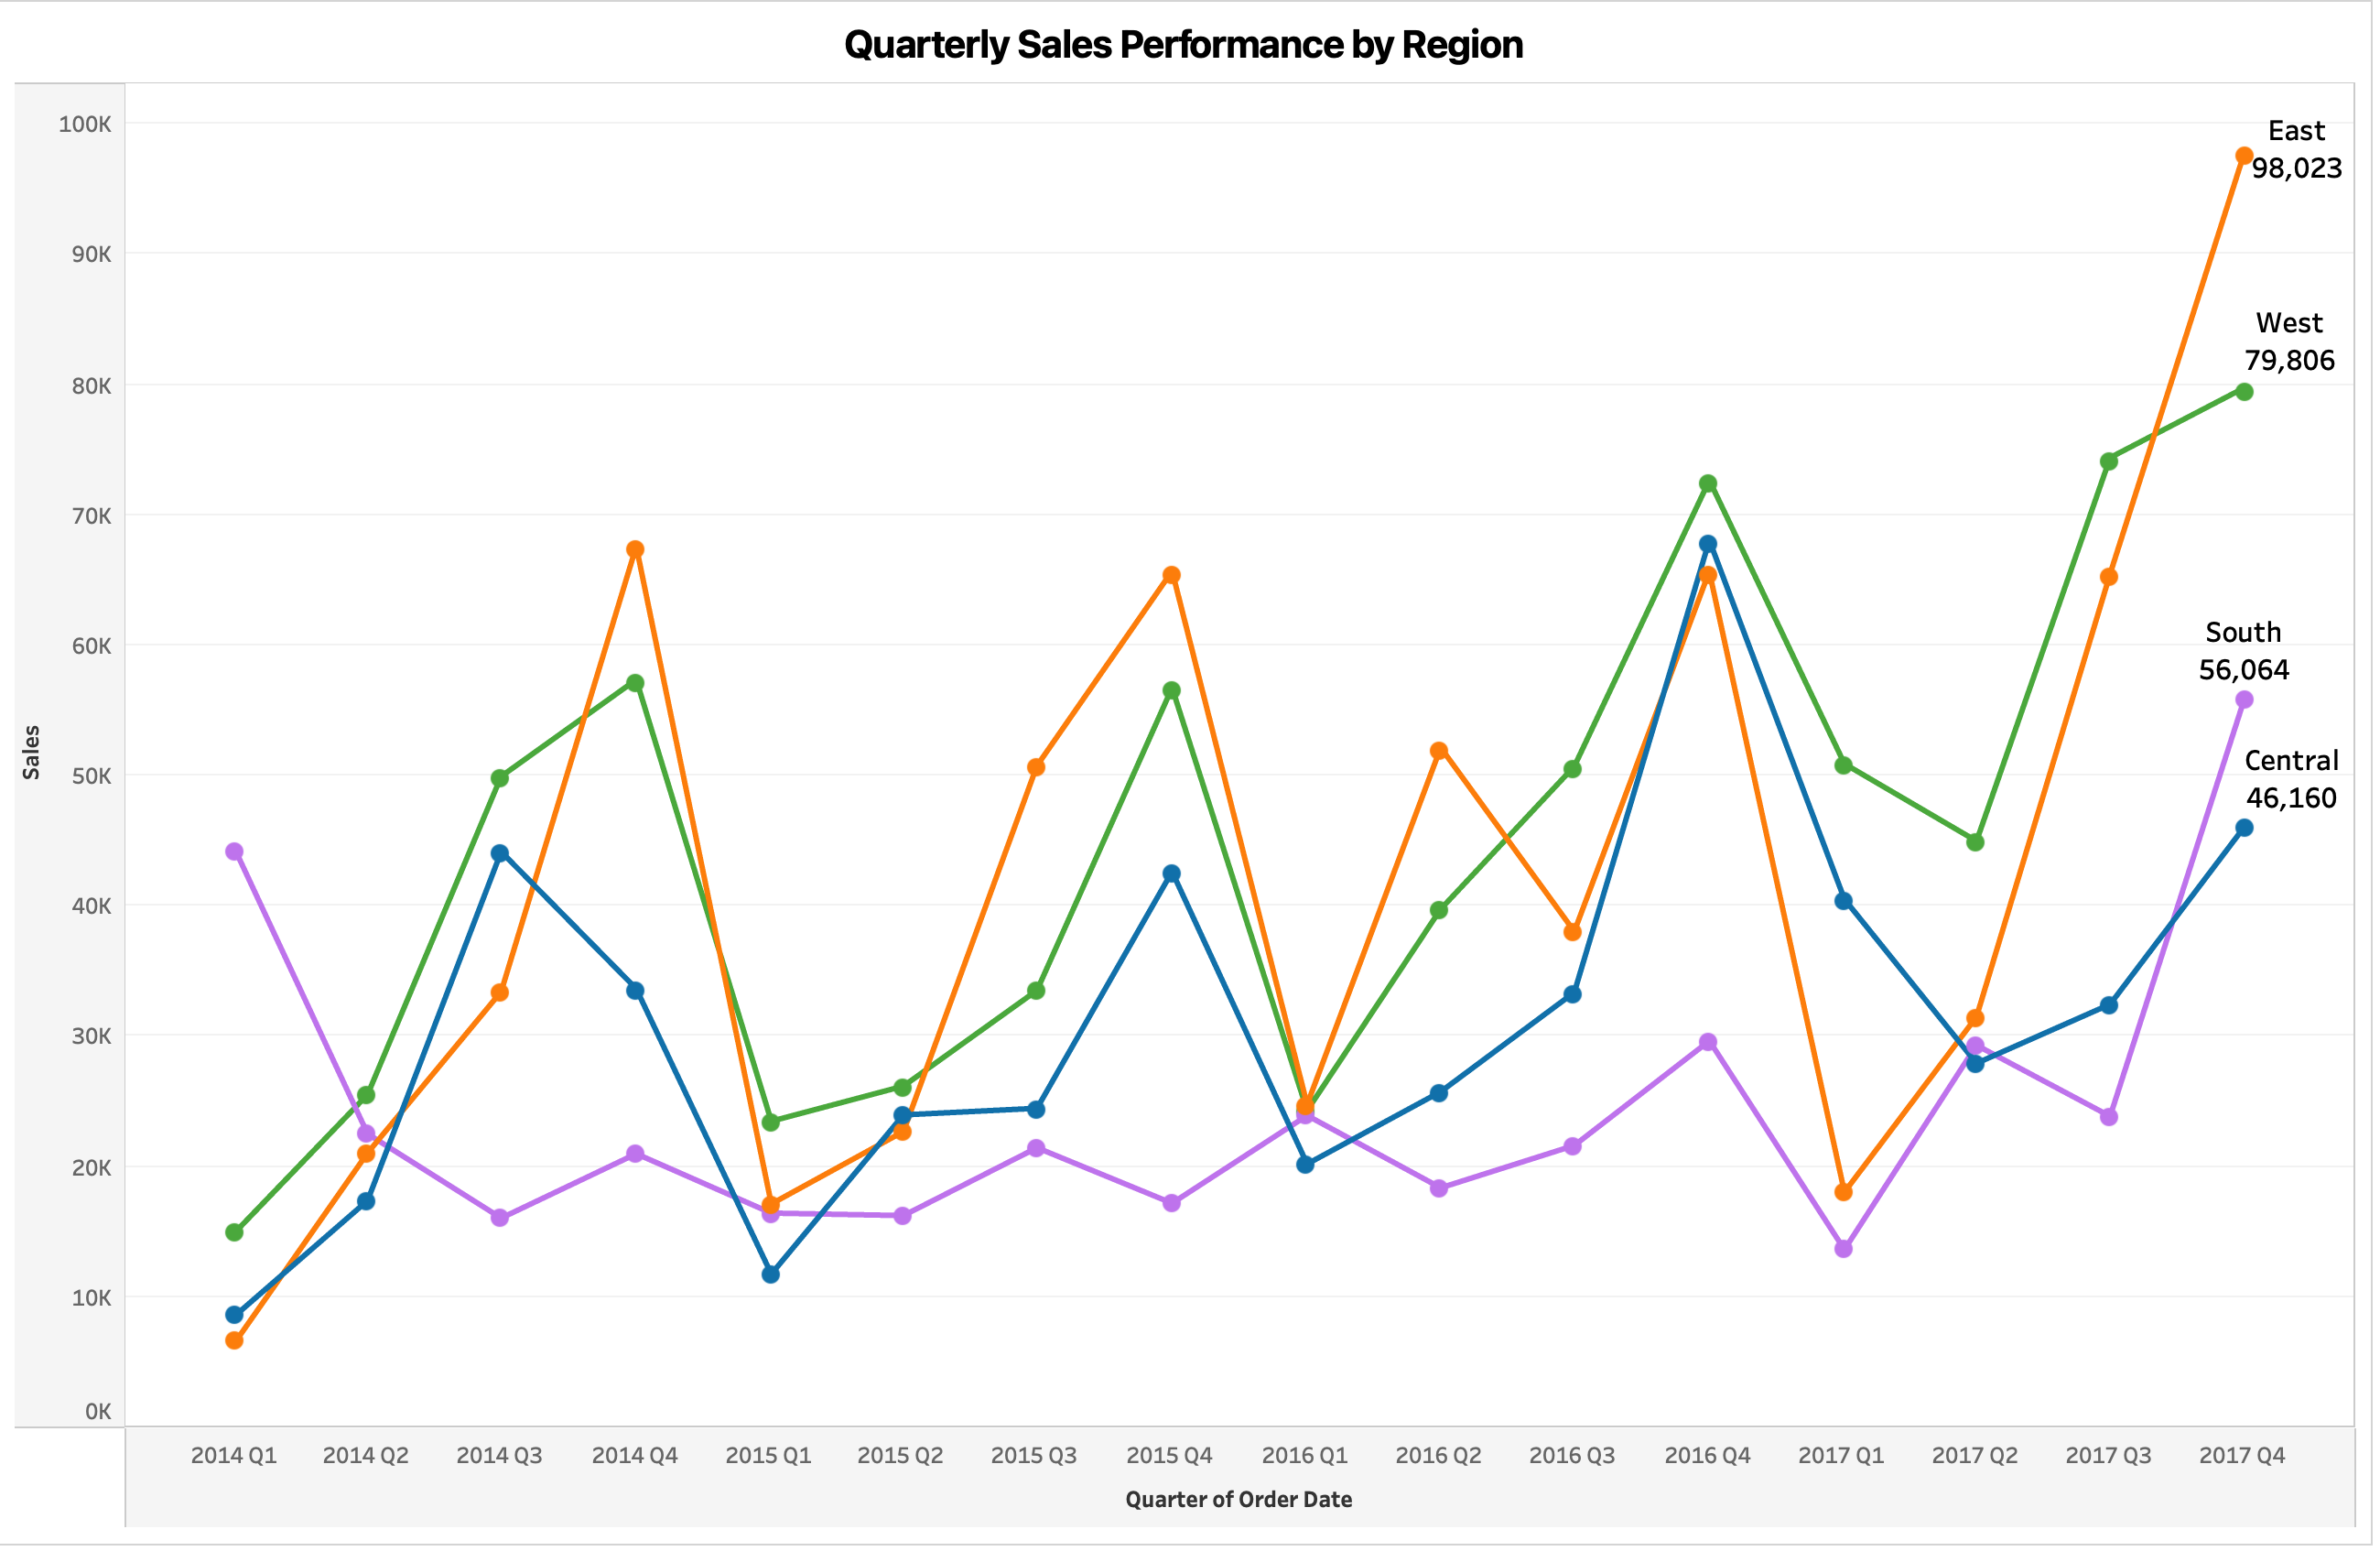 Quarterly Sales Performance by Region
100K
90K
80K
70K
60K
50K
40K
30K
20K
10K
0K
Sales
East
98,023
West
79,806
South
56,064
Central
46,160
2014 Q1 2014 Q2 2014 Q3 2014 Q4 2015 Q1 2015 Q2 2015 Q3 2015 Q4 2016 Q1 2016 Q2 2016 Q3 2016 Q4 2017 Q1 2017 Q2 2017 Q3 2017 Q4
Quarter of Order Date